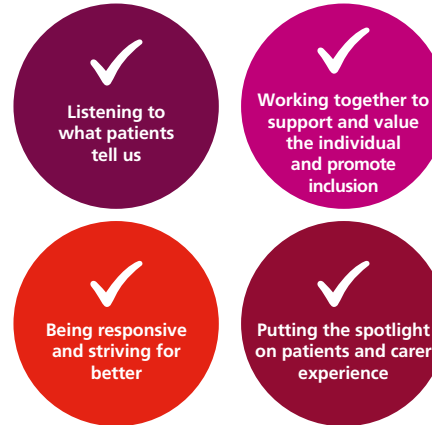 Listening to
what patients
tell us
Working together to
support and value
the individual
and promote
inclusion
Being responsive
and striving for
better
Putting the spotlight
on patients and carer
experience